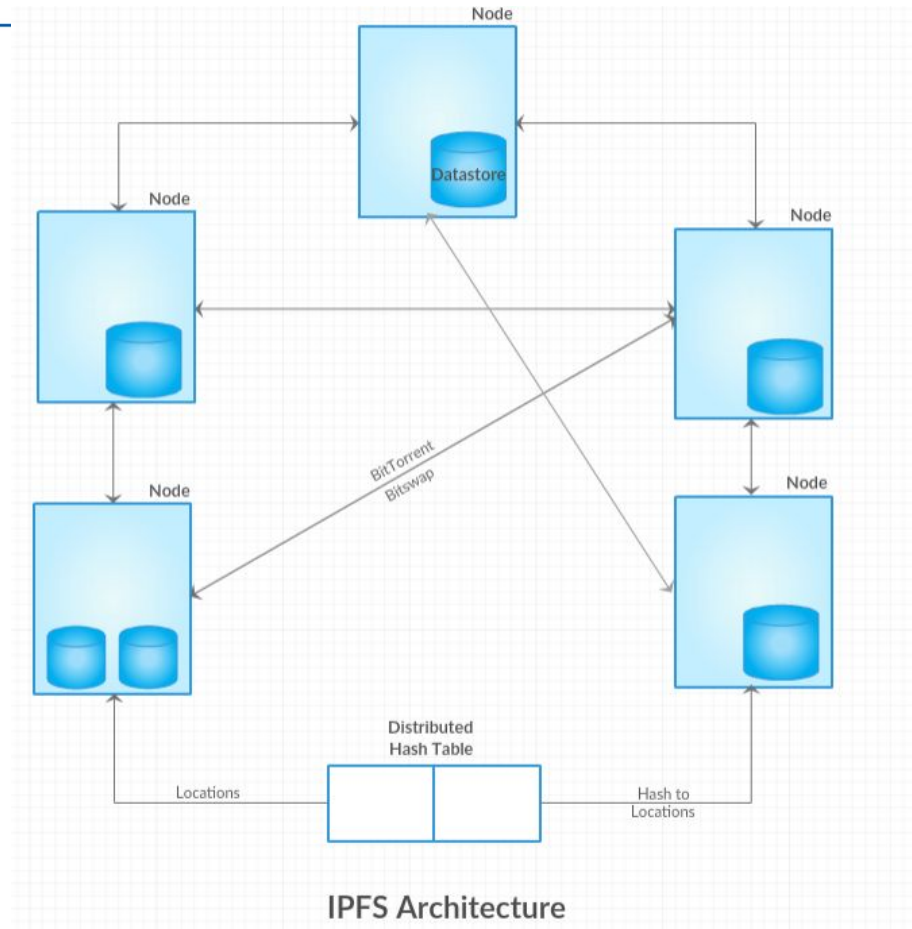 Node
Datastore
Node
Node
BitTorrent
Bitswap
Node
Node
Distributed
Hash Table
Locations
Hash to
Locations
IPFS Architecture